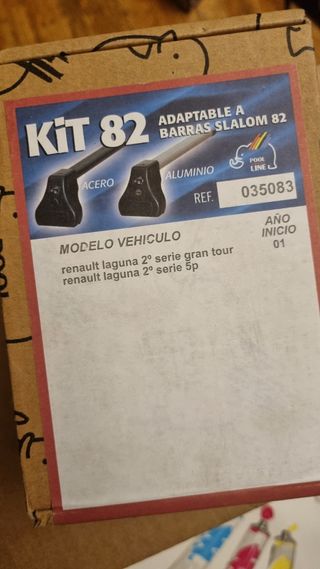 KiT 82
ADAPTABLE A
BARRAS SLALOM 82
ACERO
ALUMINIO
POOL
LINE
REF. 035083
MODELO VEHICULO
AÑO
INICIO
renault laguna 2º serie gran tour 01
renault laguna 2º serie 5p